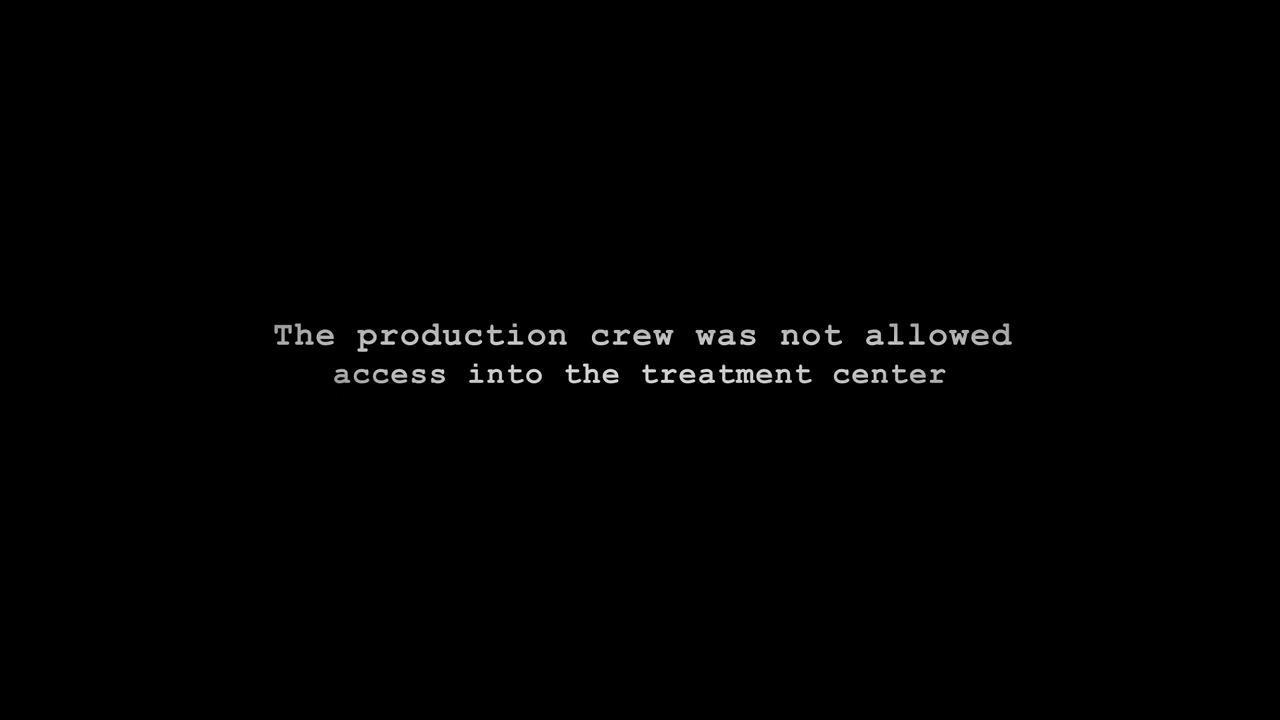 The production crew was not allowed
access into the treatment center